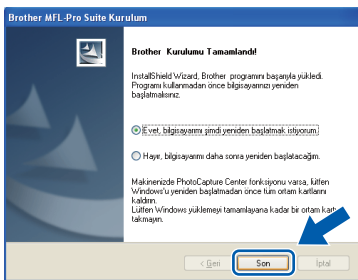 Brother MFL-Pro Suite Kurulum
Brother Kurulumu Tamamlandı!
InstallShield Wizard, Brother programını başarıyla yükledi.
Programı kullanmadan önce bilgisayarınızı yeniden
başlatmalısınız.
Evet, bilgisayarımı şimdi yeniden başlatmak istiyorum.
Hayır, bilgisayarımı daha sonra yeniden başlatacağım.
Makinenizde PhotoCapture Center fonksiyonu varsa, lütfen
Windows'u yeniden başlatmadan önce tüm ortam kartlarını
kaldırın.
Lütfen Windows yüklemeyi tamamlayana kadar bir ortam kartı
takmayın.
< Geri
Son
İptal